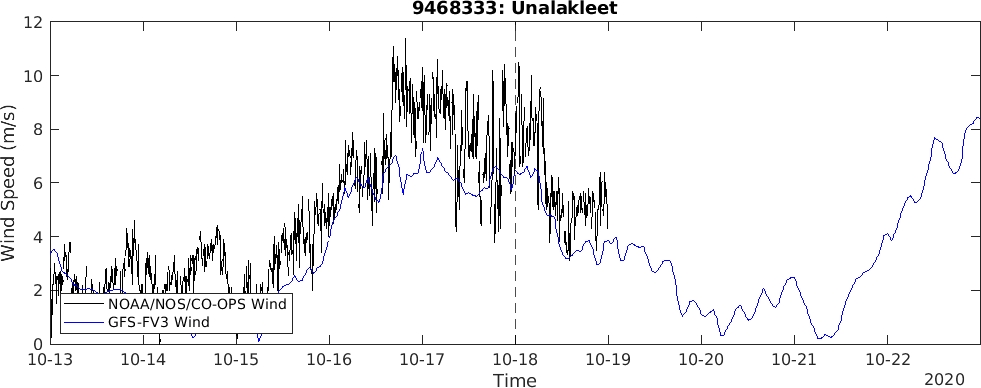 9468333: Unalakleet
Wind Speed (m/s)
12
10
8
6
4
2
0
NOAA/NOS/CO-OPS Wind
GFS-FV3 Wind
10-13 10-14 10-15 10-16 10-17 10-18 10-19 10-20 10-21 10-22
Time
2020